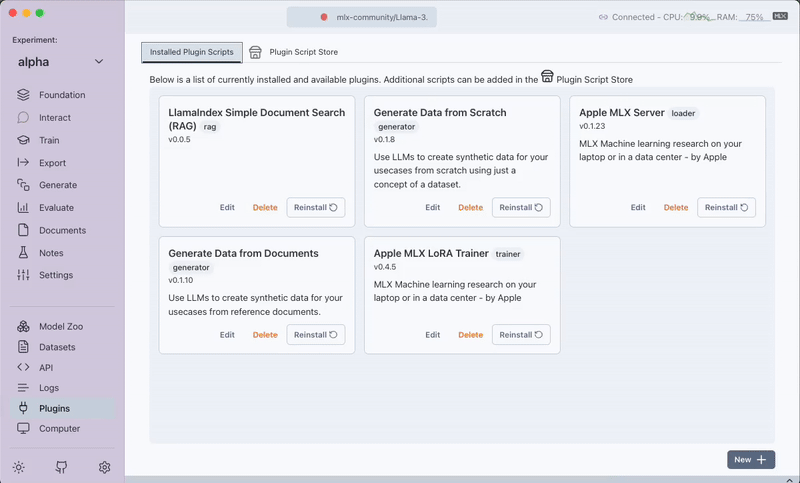 mlx-community/Llama-3.
Connected - CPU: 9.9% RAM: 75% MLX
Experiment:
alpha
Foundation
Interact
Train
Export
Generate
Evaluate
Documents
Notes
Settings
Model Zoo
Datasets
API
Logs
Plugins
Computer
Installed Plugin Scripts
Plugin Script Store
Below is a list of currently installed and available plugins. Additional scripts can be added in the Plugin Script Store
LlamaIndex Simple Document Search
(RAG) rag
v0.0.5
Edit Delete Reinstall
Generate Data from Scratch
generator
v0.1.8
Use LLMs to create synthetic data for your
usecases from scratch using just a
concept of a dataset.
Edit Delete Reinstall
Apple MLX Server loader
v0.1.23
MLX Machine learning research on your
laptop or in a data center - by Apple
Edit Delete Reinstall
Generate Data from Documents
generator
v0.1.10
Use LLMs to create synthetic data for your
usecases from reference documents.
Edit Delete Reinstall
Apple MLX LoRA Trainer trainer
v0.4.5
MLX Machine learning research on your
laptop or in a data center - by Apple
Edit Delete Reinstall
New